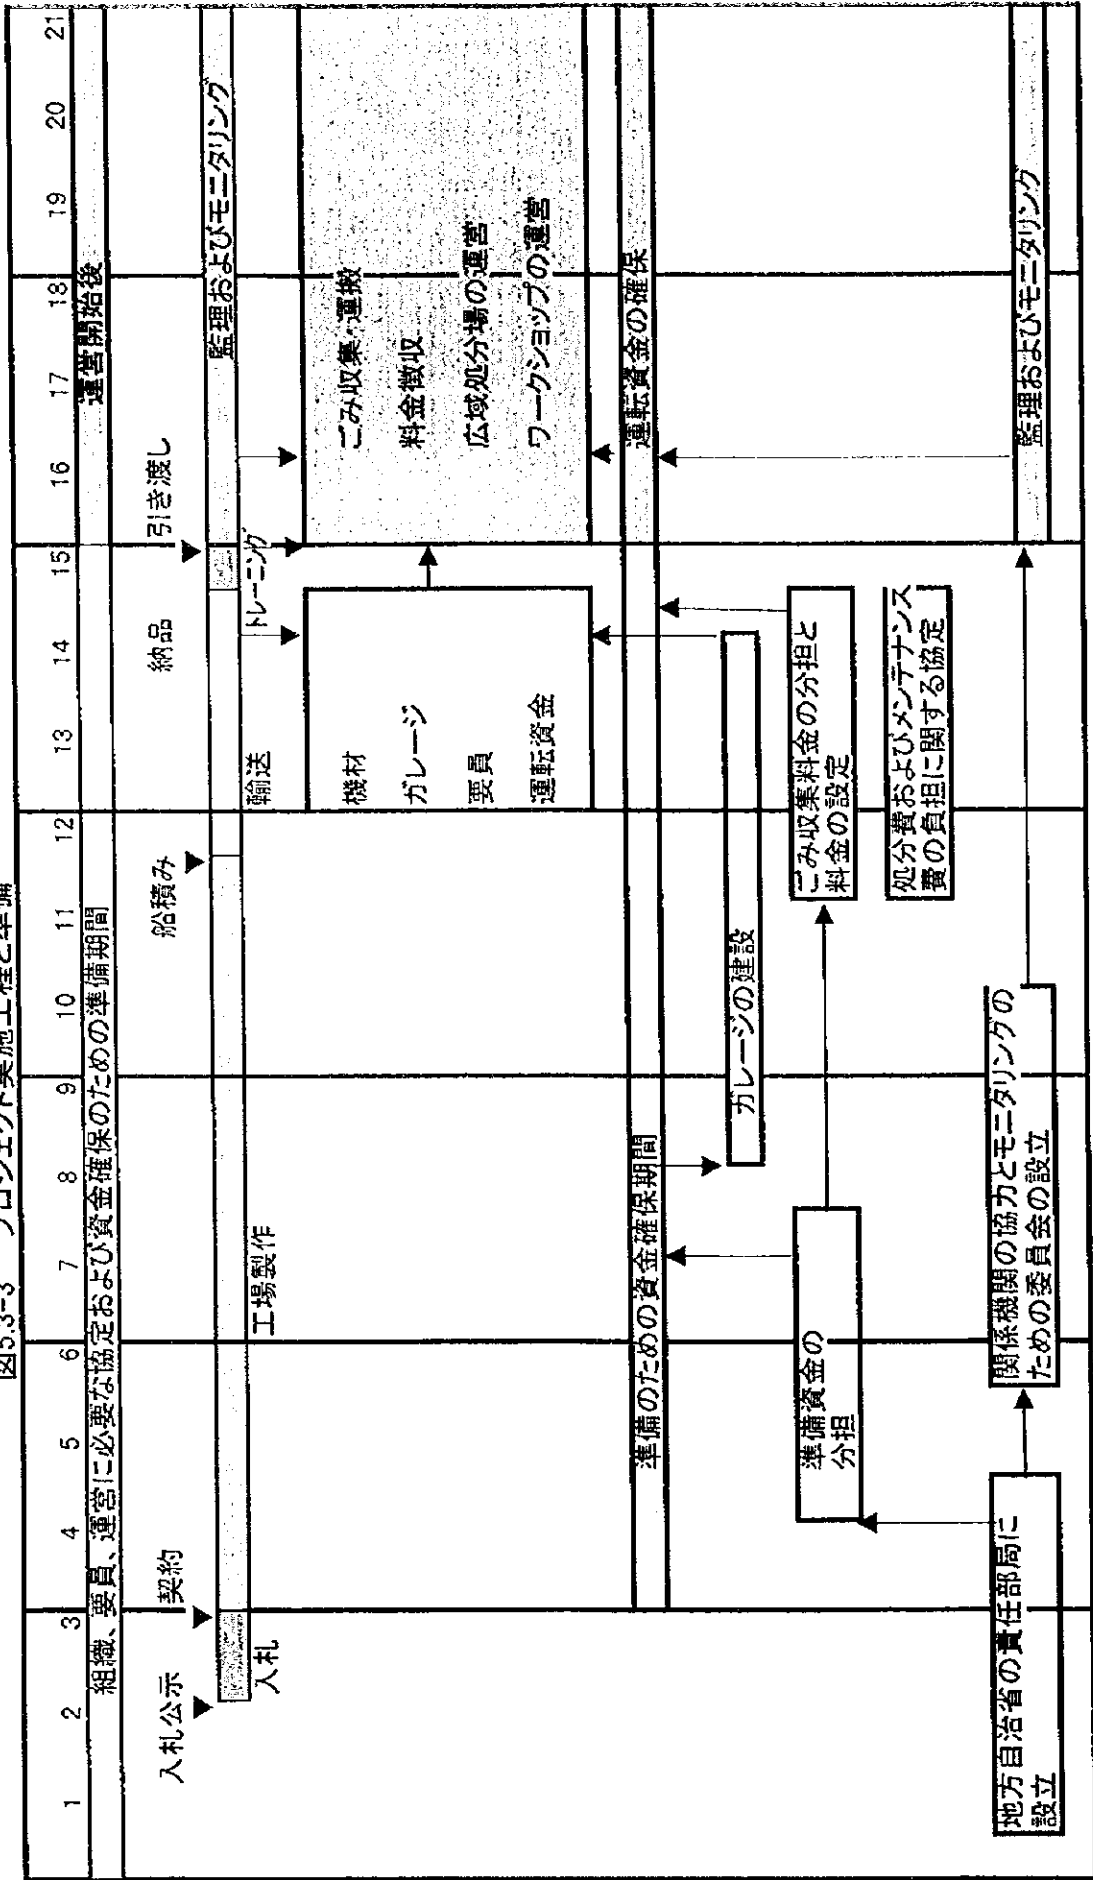 図5.3-3 プロジェクト実施工程と準備
1 2 3 4 5 6 7 8 9 10 11 12 13 14 15 16 17 18 19 20 21
組織、要員、運営に必要な協定および資金確保のための準備期間
運営開始後
入札公示
契約
船積み
納品
引き渡し
監理およびモニタリング
入札
工場製作
輸送
トレーニング
機材
ガレージ
要員
運転資金
ごみ収集・運搬
料金徴収
広域処分場の運営
ワークショップの運営
準備のための資金確保期間
運転資金の確保
ガレージの建設
準備資金の
分担
ごみ収集料金の分担と
料金の設定
処分費およびメンテナンス
費の負担に関する協定
地方自治省の責任部局に
設立
関係機関の協力とモニタリングの
ための委員会の設立
監理およびモニタリング